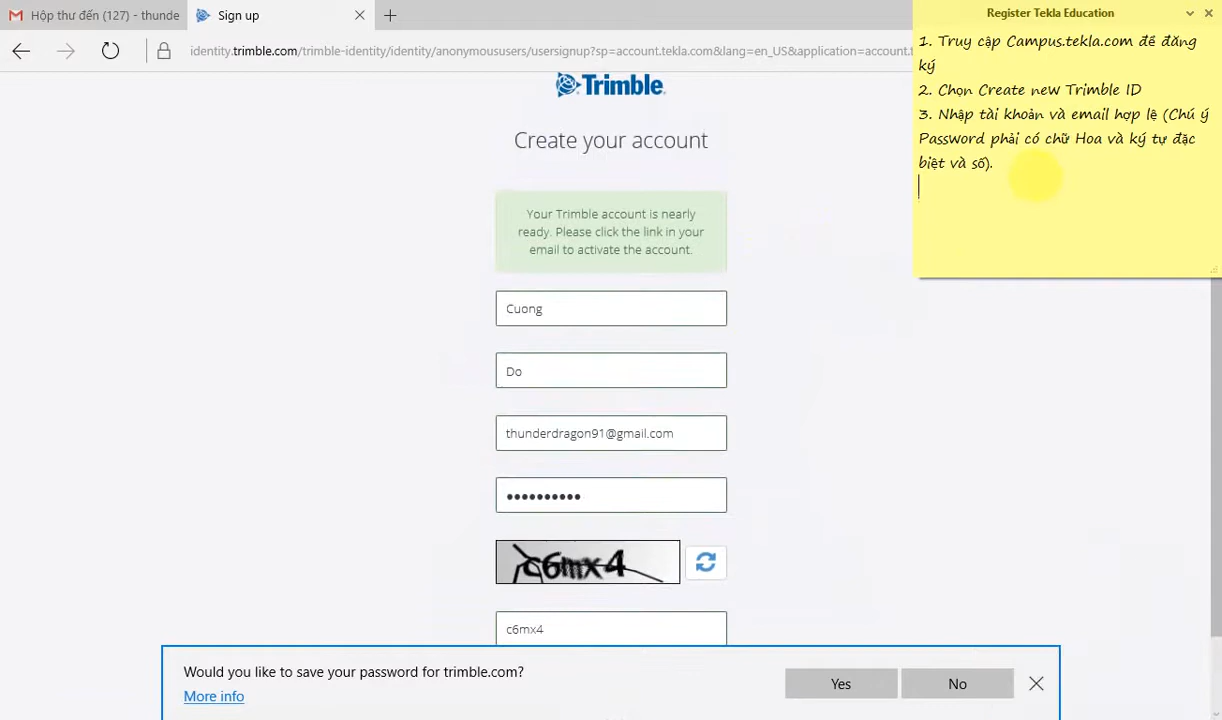 Hộp thư đến (127) - thunde
Sign up
identity.trimble.com/trimble-identity/identity/anonymoususers/usersignup?sp=account.tekla.com&lang=en_US&application=account.t
Register Tekla Education
1. Truy cập Campus.tekla.com để đăng
ký
2. Chọn Create new Trimble ID
3. Nhập tài khoản và email hợp lệ (Chú ý
Password phải có chữ Hoa và ký tự đặc
biệt và số).
Trimble
Create your account
Your Trimble account is nearly
ready. Please click the link in your
email to activate the account.
Cuong
Do
thunderdragon91@gmail.com
c6mx4
c6mx4
Would you like to save your password for trimble.com?
More info
Yes
No